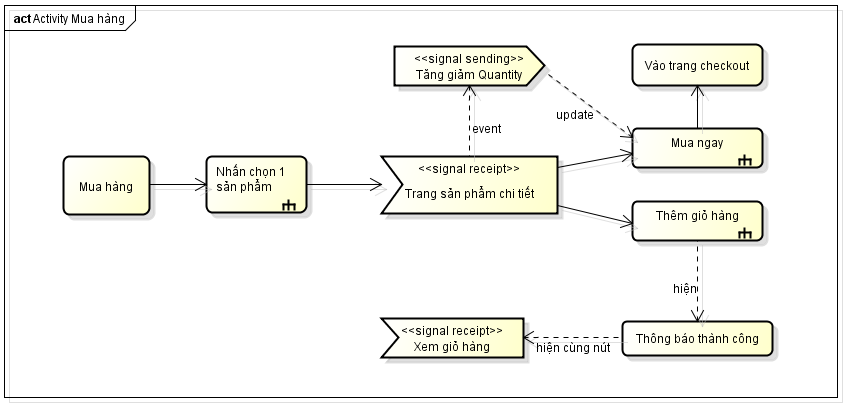 act Activity Mua hàng
<<signal sending>>
Tăng giảm Quantity
Vào trang checkout
event
update
Mua ngay
Mua hàng
Nhấn chọn 1
sản phẩm
<<signal receipt>>
Trang sản phẩm chi tiết
Thêm giỏ hàng
hiện
<<signal receipt>>
Xem giỏ hàng
hiện cùng nút
Thông báo thành công